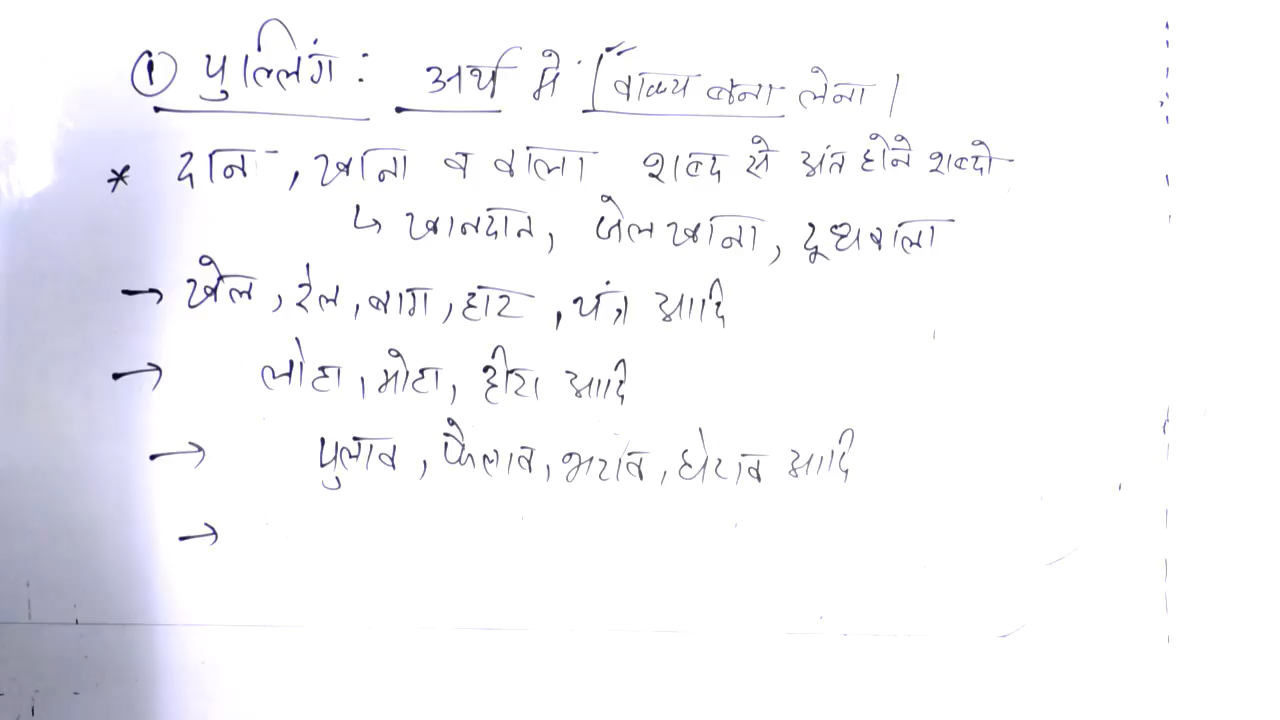 ① पुल्लिंग : अर्थ में [वाक्य बना लेना।
* दान, खाना व वाला शब्द से अंत होने शब्दो
↳ खानदान, जेलखाना, दूधवाला
→ खेल, रेल, बाग, हार, यंत्र आदि
→ लोहा, मोटा, हीरा आदि
→ पुलाव, फैलाव, भराव, घेराव आदि
→